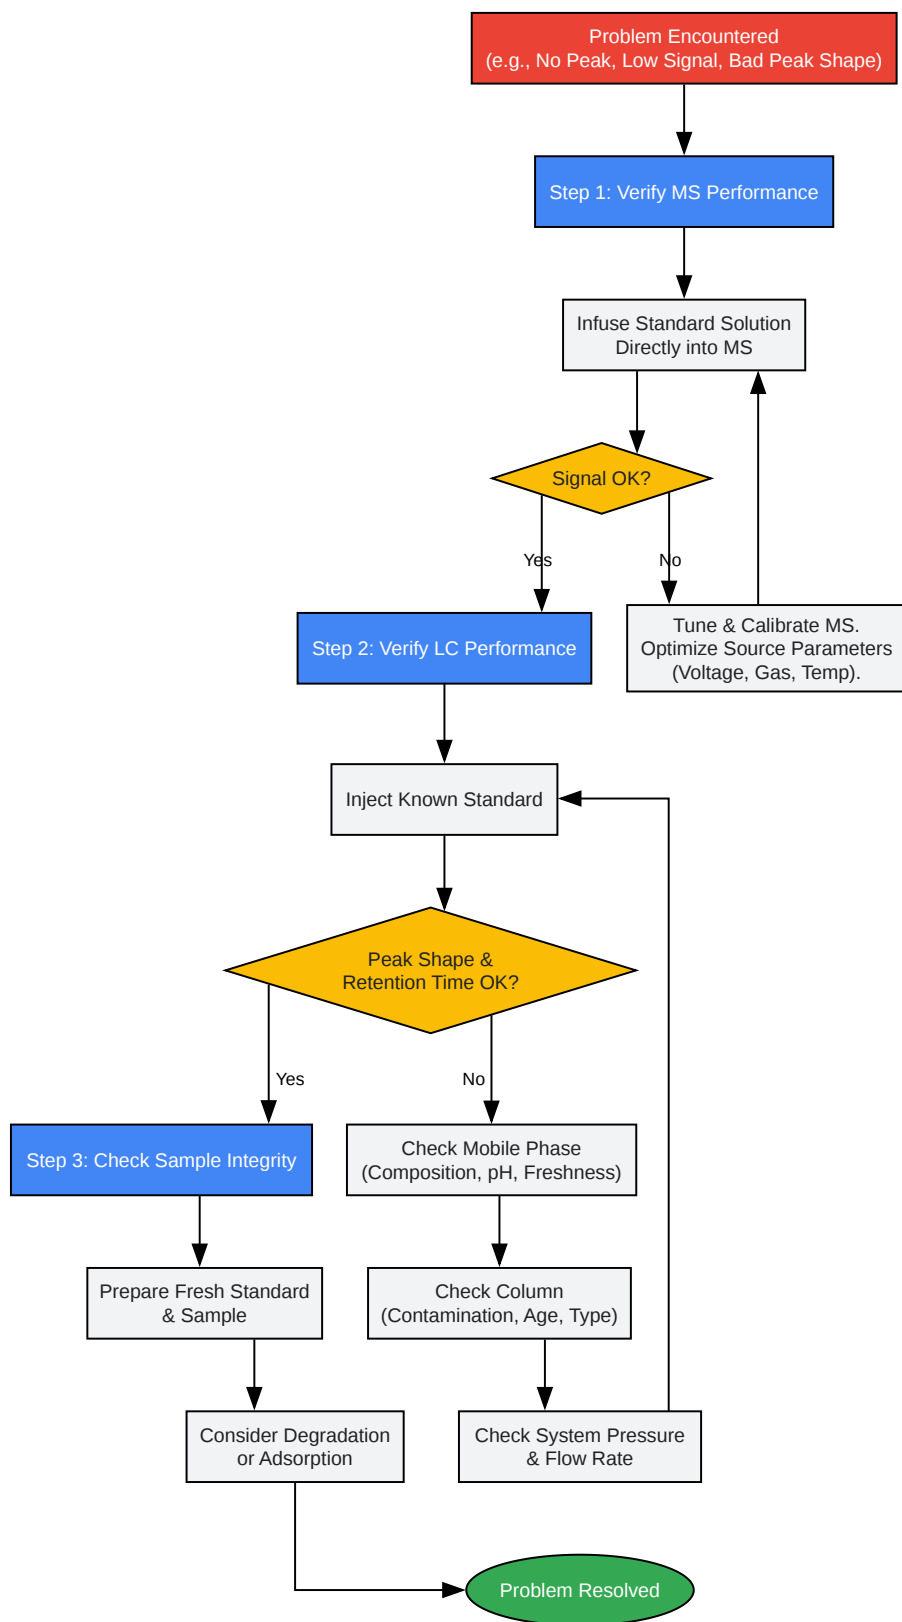 Problem Encountered
(e.g., No Peak, Low Signal, Bad Peak Shape)
Step 1: Verify MS Performance
Infuse Standard Solution
Directly into MS
Signal OK?
Yes
No
Step 2: Verify LC Performance
Tune & Calibrate MS.
Optimize Source Parameters
(Voltage, Gas, Temp).
Inject Known Standard
Peak Shape &
Retention Time OK?
Yes
No
Step 3: Check Sample Integrity
Check Mobile Phase
(Composition, pH, Freshness)
Prepare Fresh Standard
& Sample
Check Column
(Contamination, Age, Type)
Consider Degradation
or Adsorption
Check System Pressure
& Flow Rate
Problem Resolved